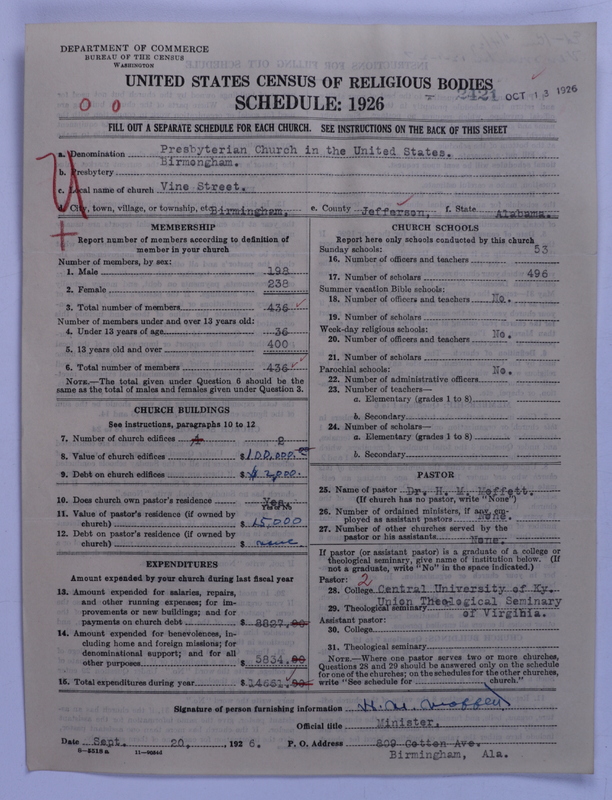 DEPARTMENT OF COMMERCE
BUREAU OF THE CENSUS
WASHINGTON
UNITED STATES CENSUS OF RELIGIOUS BODIES
SCHEDULE: 1926
2421 OCT 13 1926
0 0
FILL OUT A SEPARATE SCHEDULE FOR EACH CHURCH. SEE INSTRUCTIONS ON THE BACK OF THIS SHEET
a. Denomination Presbyterian Church in the United States.
b. Presbytery Birmongham.
c. Local name of church Vine Street.
d. City, town, village, or township, etc. Birmingham, e. County Jefferson, f. State Alabama.
MEMBERSHIP
Report number of members according to definition of
member in your church
Number of members, by sex:
1. Male 198
2. Female 238
3. Total number of members 436
Number of members under and over 13 years old:
4. Under 13 years of age 36
5. 13 years old and over 400
6. Total number of members 436
NOTE.—The total given under Question 6 should be the
same as the total of males and females given under Question 3.
CHURCH BUILDINGS
See instructions, paragraphs 10 to 12
7. Number of church edifices 2
8. Value of church edifices $100,000.00
9. Debt on church edifices $ 2,000.
10. Does church own pastor's residence Yes.
Yes or No
11. Value of pastor's residence (if owned by
church) $ 15,000
12. Debt on pastor's residence (if owned by
church) $ none
EXPENDITURES
Amount expended by your church during last fiscal year
13. Amount expended for salaries, repairs,
and other running expenses; for im-
provements or new buildings; and for
payments on church debt $ 8827.00
14. Amount expended for benevolences, in-
cluding home and foreign missions; for
denominational support; and for all
other purposes $ 5834.00
15. Total expenditures during year $ 14661.00
CHURCH SCHOOLS
Report here only schools conducted by this church
Sunday schools:
16. Number of officers and teachers 53
17. Number of scholars 496
Summer vacation Bible schools:
18. Number of officers and teachers No.
19. Number of scholars
Week-day religious schools:
20. Number of officers and teachers No.
21. Number of scholars
Parochial schools: No.
22. Number of administrative officers
23. Number of teachers—
a. Elementary (grades 1 to 8)
b. Secondary
24. Number of scholars—
a. Elementary (grades 1 to 8)
b. Secondary
PASTOR
25. Name of pastor Dr. H. M. Moffett.
(If church has no pastor, write "None")
26. Number of ordained ministers, if any, em-
ployed as assistant pastors None.
27. Number of other churches served by the
pastor or his assistants None.
If pastor (or assistant pastor) is a graduate of a college or
theological seminary, give name of institution below. (If
not a graduate, write "No" in the space indicated.)
Pastor: 2
28. College Central University of Ky.
29. Theological seminary Union Theological Seminary
of Virginia.
Assistant pastor:
30. College
31. Theological seminary
NOTE.—Where one pastor serves two or more churches,
Questions 28 and 29 should be answered only on the schedule
for one of the churches; on the schedules for the other churches,
write "See schedule for church."
Signature of person furnishing information H. M. Moffett
Official title Minister.
Date Sept. 20, 1926. P. O. Address 809 Cotton Ave.
Birmingham, Ala.